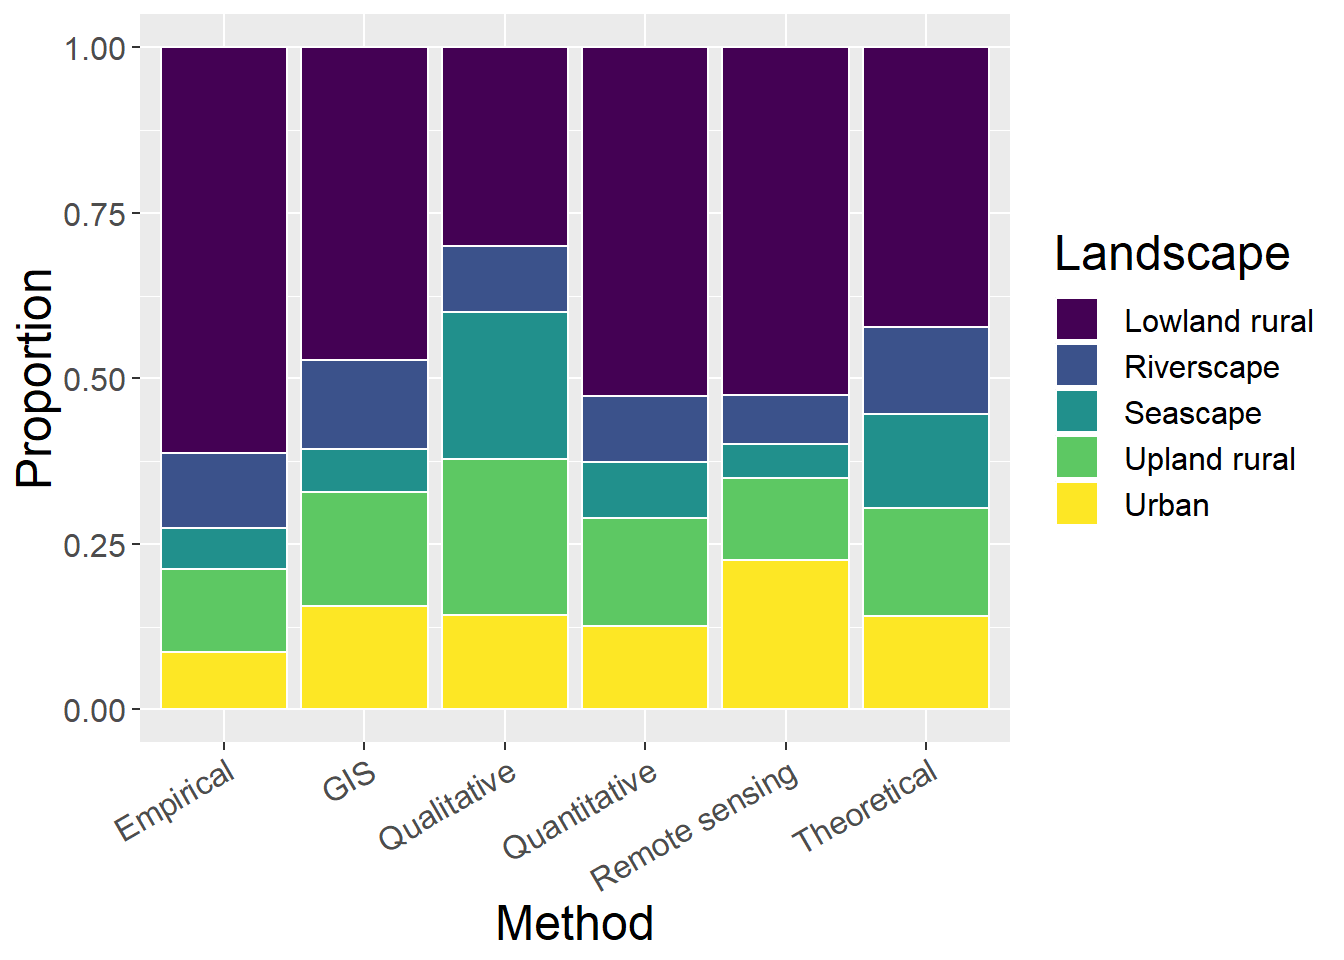 1.00
0.75
0.50
0.25
0.00
Proportion
Empirical
GIS
Qualitative
Quantitative
Remote sensing
Theoretical
Method
Landscape
Lowland rural
Riverscape
Seascape
Upland rural
Urban